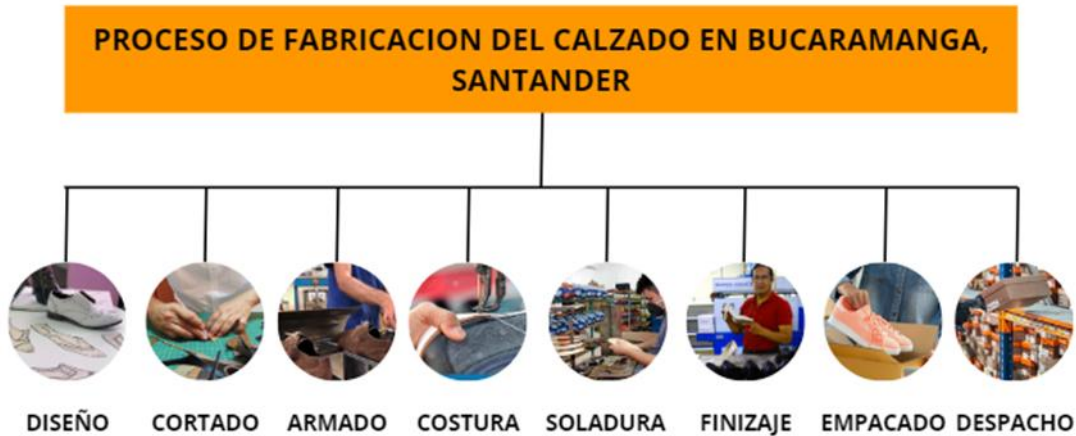 PROCESO DE FABRICACION DEL CALZADO EN BUCARAMANGA,
SANTANDER
DISEÑO CORTADO ARMADO COSTURA SOLADURA FINIZAJE EMPACADO DESPACHO